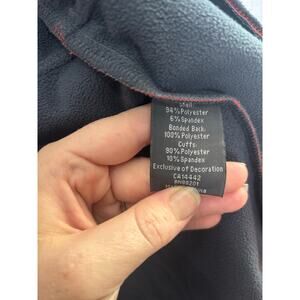 Shell:
94% Polyester
6% Spandex
Bonded Back:
100% Polyester
Cuffs:
90% Polyester
10% Spandex
Exclusive of Decoration
CA14442